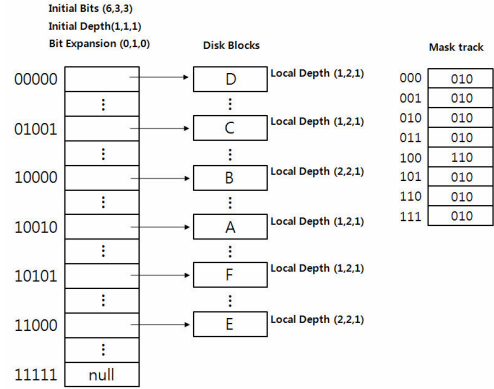 Initial Bits (6,3,3)
Initial Depth(1,1,1)
Bit Expansion (0,1,0)
Disk Blocks
Mask track
00000
D
Local Depth (1,2,1)
01001
C
Local Depth (1,2,1)
10000
B
Local Depth (2,2,1)
10010
A
Local Depth (1,2,1)
10101
F
Local Depth (1,2,1)
11000
E
Local Depth (2,2,1)
11111
null
000 010
001 010
010 010
011 010
100 110
101 010
110 010
111 010